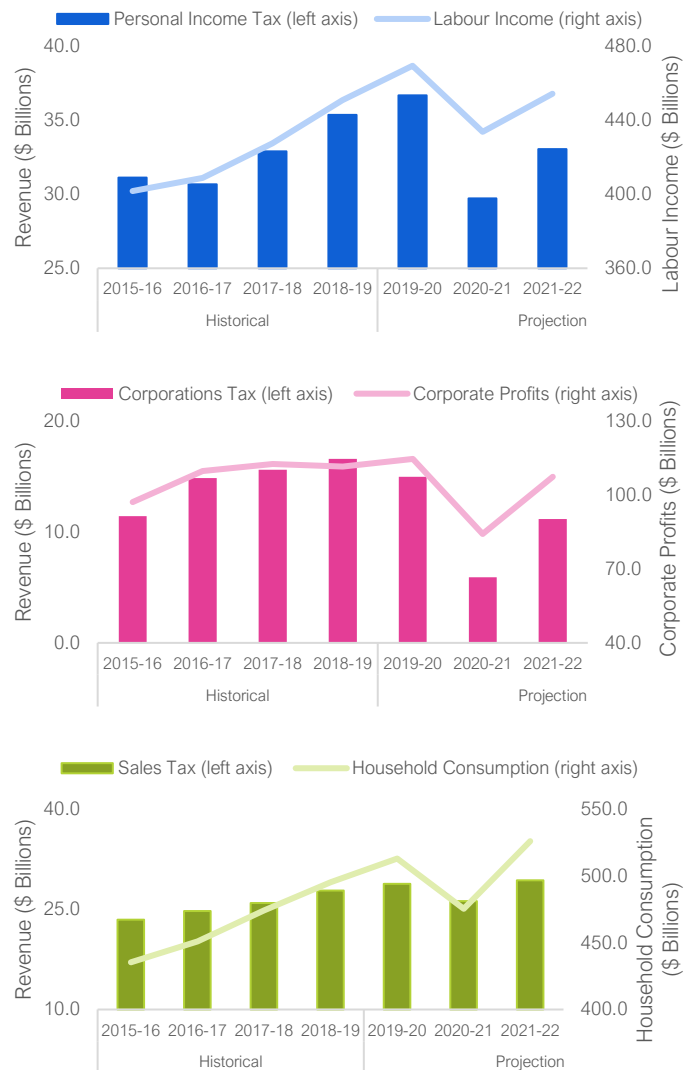 Personal Income Tax (left axis) Labour Income (right axis)
Revenue ($ Billions)
40.0
35.0
30.0
25.0
480.0
440.0
400.0
360.0
Labour Income ($ Billions)
2015-16 2016-17 2017-18 2018-19 2019-20 2020-21 2021-22
Historical Projection
Corporations Tax (left axis) Corporate Profits (right axis)
Revenue ($ Billions)
20.0
10.0
0.0
130.0
100.0
70.0
40.0
Corporate Profits ($ Billions)
2015-16 2016-17 2017-18 2018-19 2019-20 2020-21 2021-22
Historical Projection
Sales Tax (left axis) Household Consumption (right axis)
Revenue ($ Billions)
40.0
25.0
10.0
550.0
500.0
450.0
400.0
Household Consumption
($ Billions)
2015-16 2016-17 2017-18 2018-19 2019-20 2020-21 2021-22
Historical Projection